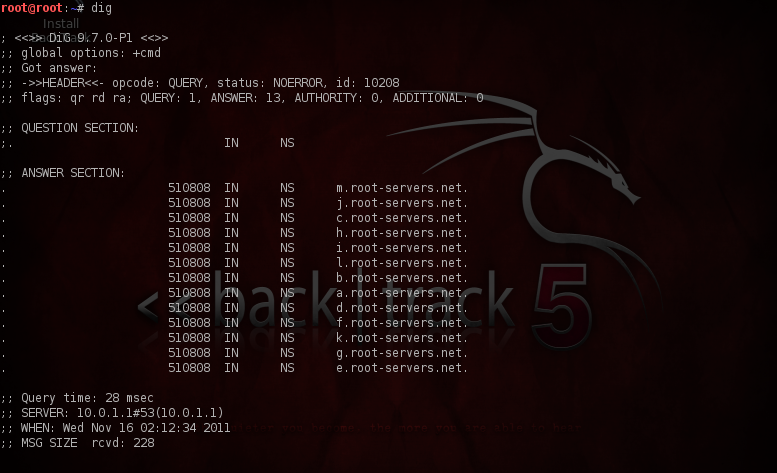 root@root:~# dig
Install
BackTrack
; <<>> DiG 9.7.0-P1 <<>>
;; global options: +cmd
;; Got answer:
;; ->>HEADER<<- opcode: QUERY, status: NOERROR, id: 10208
;; flags: qr rd ra; QUERY: 1, ANSWER: 13, AUTHORITY: 0, ADDITIONAL: 0
;; QUESTION SECTION:
;. IN NS
;; ANSWER SECTION:
. 510808 IN NS m.root-servers.net.
. 510808 IN NS j.root-servers.net.
. 510808 IN NS c.root-servers.net.
. 510808 IN NS h.root-servers.net.
. 510808 IN NS i.root-servers.net.
. 510808 IN NS l.root-servers.net.
. 510808 IN NS b.root-servers.net.
. 510808 IN NS a.root-servers.net.
. 510808 IN NS d.root-servers.net.
. 510808 IN NS f.root-servers.net.
. 510808 IN NS k.root-servers.net.
. 510808 IN NS g.root-servers.net.
. 510808 IN NS e.root-servers.net.
<< back | track 5
;; Query time: 28 msec
;; SERVER: 10.0.1.1#53(10.0.1.1)
;; WHEN: Wed Nov 16 02:12:34 2011
;; MSG SIZE rcvd: 228